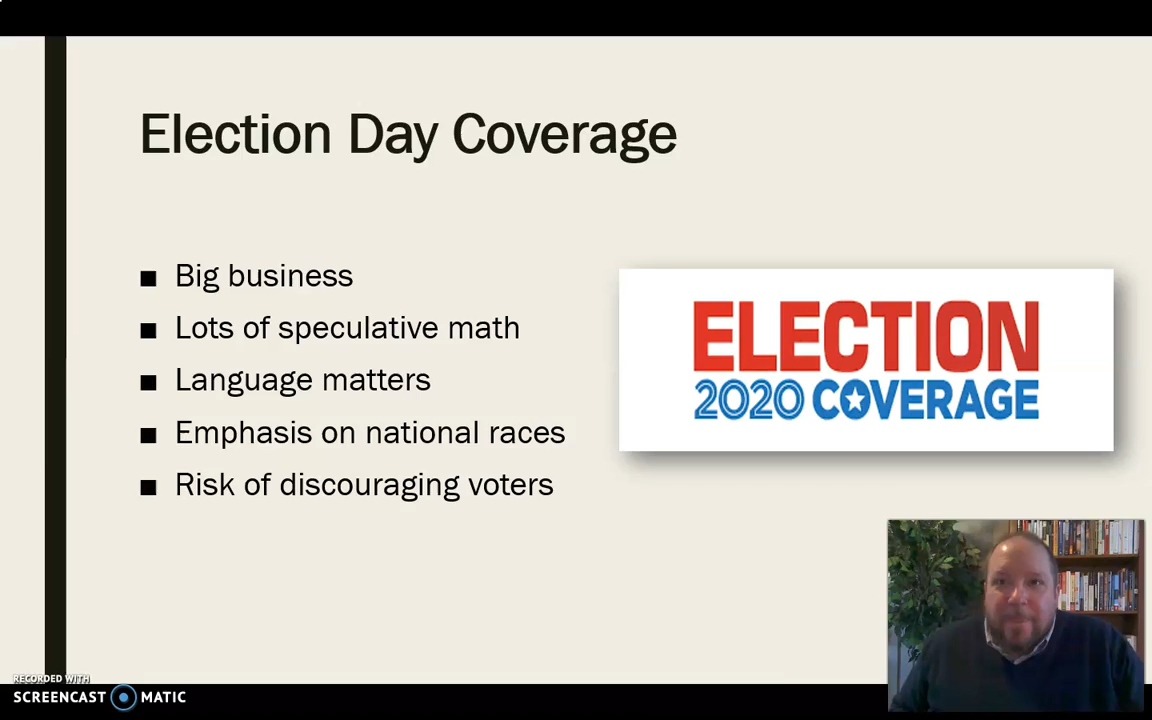 Election Day Coverage
■ Big business
■ Lots of speculative math
■ Language matters
■ Emphasis on national races
■ Risk of discouraging voters
ELECTION
2020 COVERAGE
RECORDED WITH
SCREENCAST MATIC